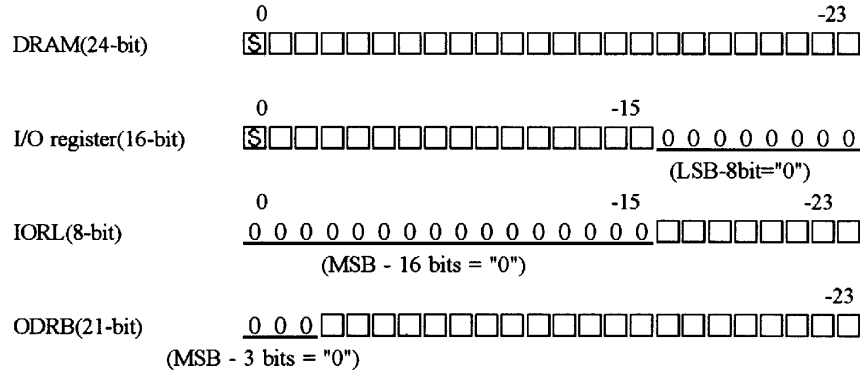 0 -23
DRAM(24-bit) S
0 -15
I/O register(16-bit) S 0 0 0 0 0 0 0 0
(LSB-8bit="0")
0 -15 -23
IORL(8-bit) 0 0 0 0 0 0 0 0 0 0 0 0 0 0 0 0
(MSB - 16 bits = "0")
-23
ODRB(21-bit) 0 0 0
(MSB - 3 bits = "0")